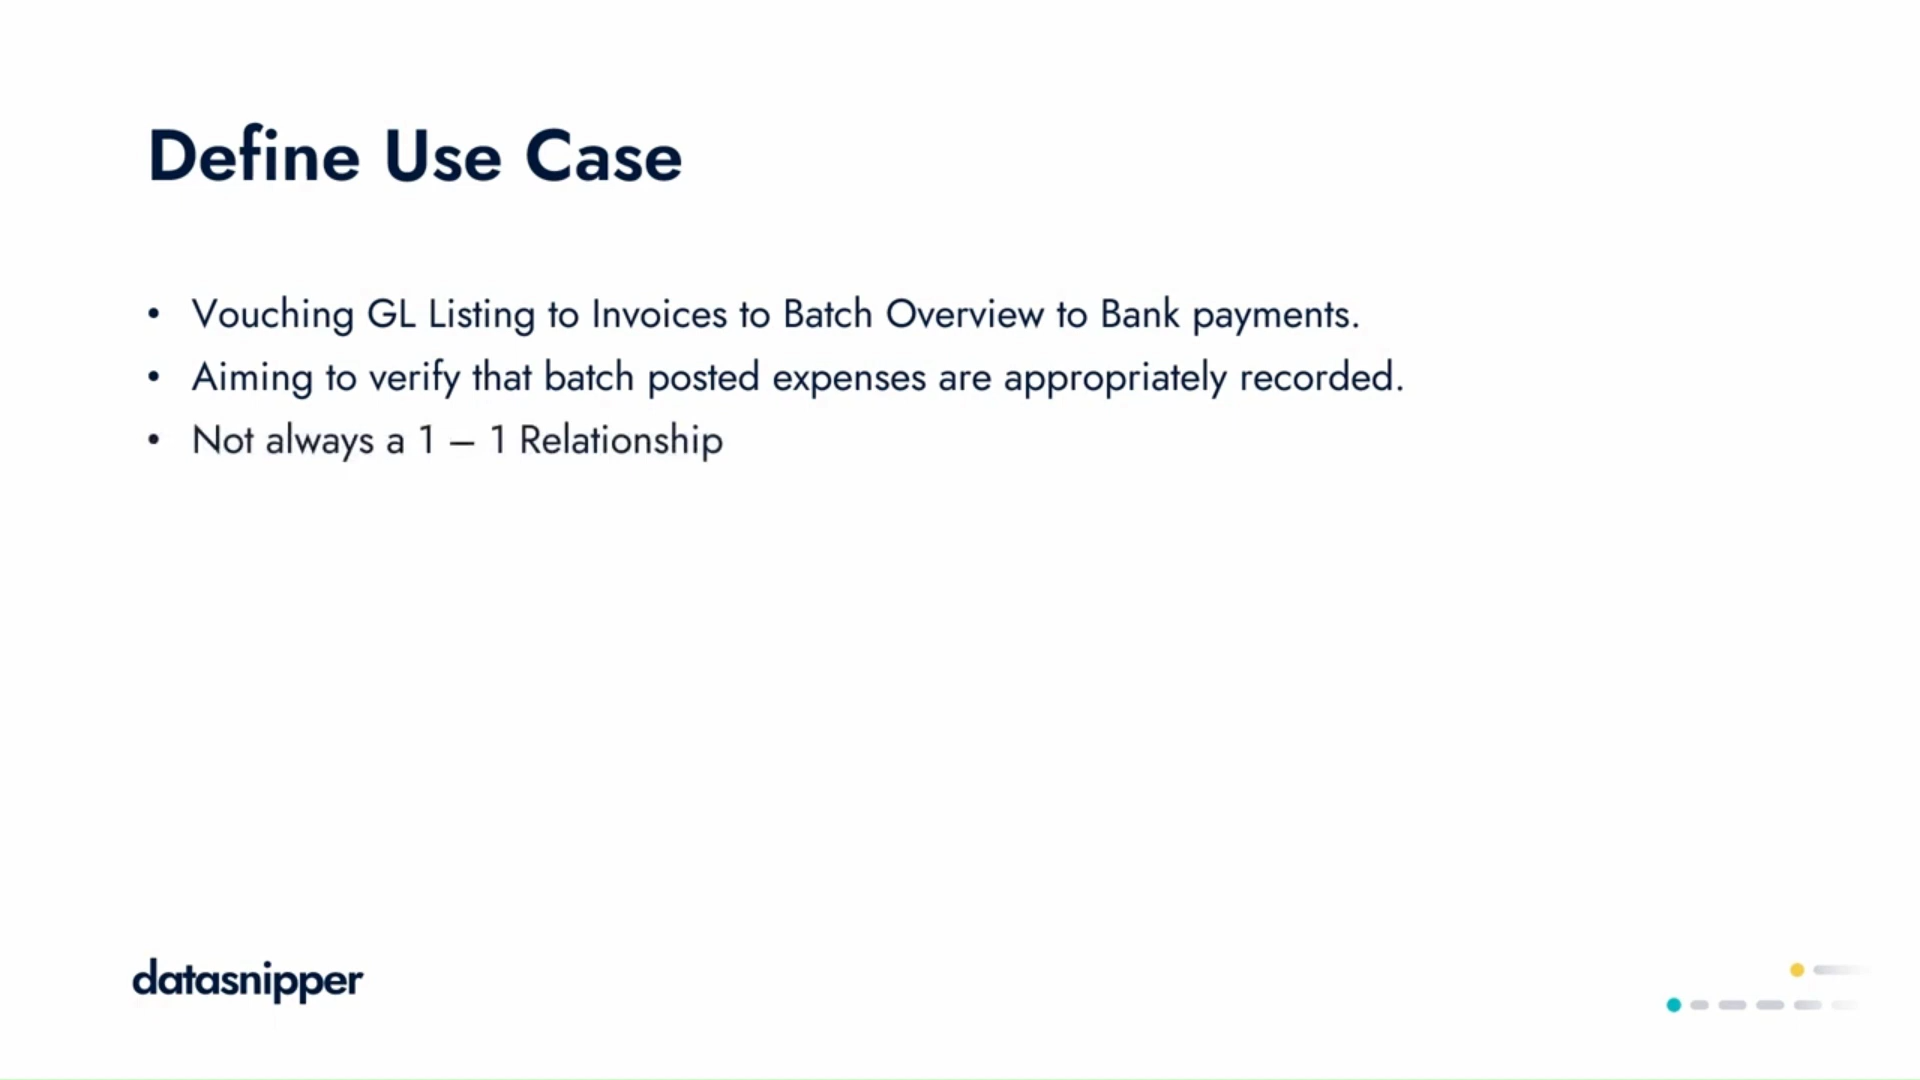 Define Use Case
• Vouching GL Listing to Invoices to Batch Overview to Bank payments.
• Aiming to verify that batch posted expenses are appropriately recorded.
• Not always a 1 – 1 Relationship
datasnipper